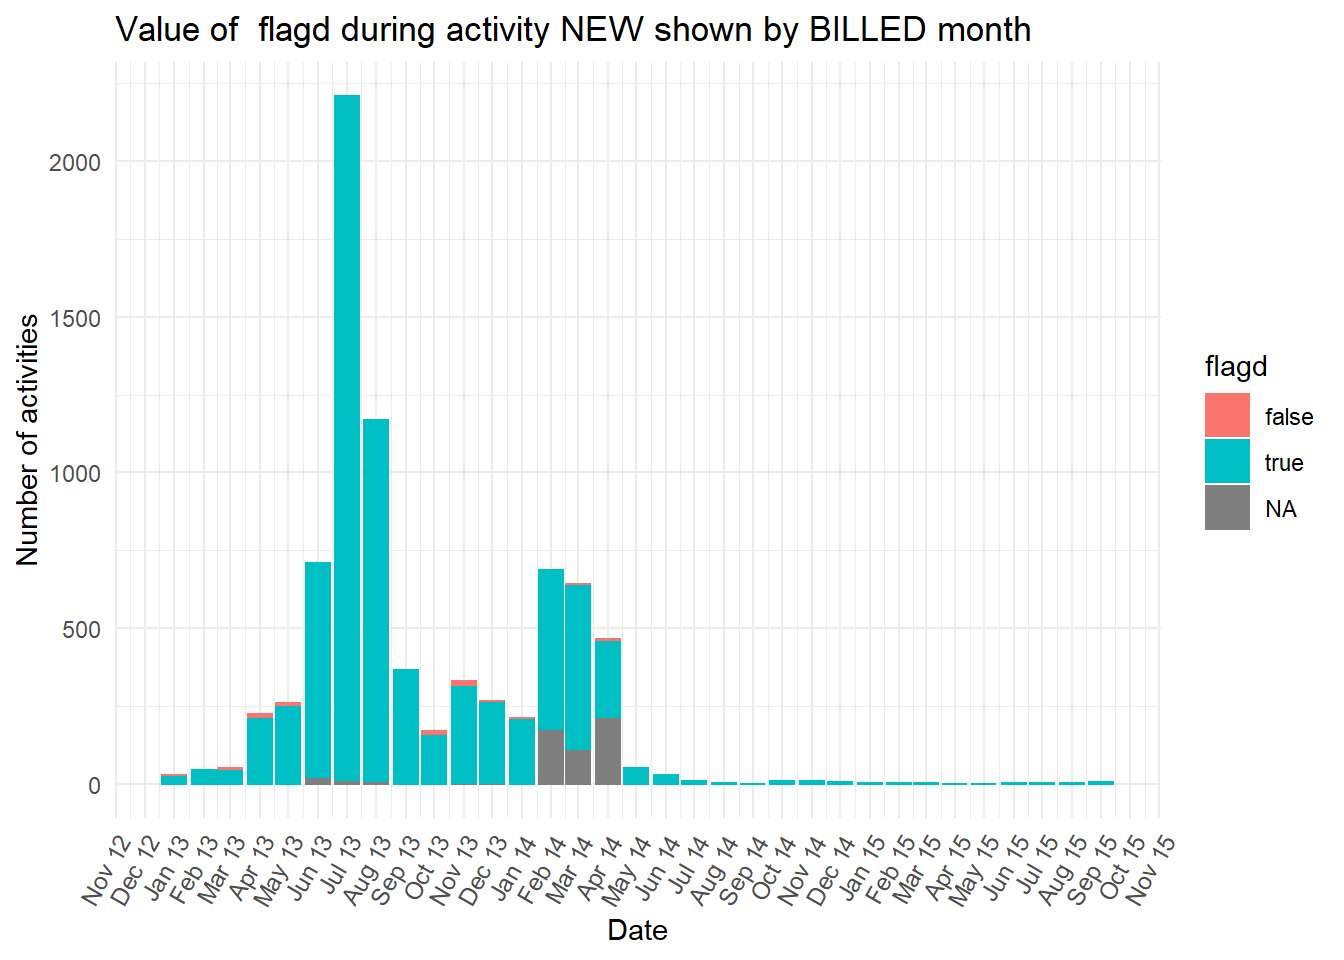 Value of  flagd during activity NEW shown by BILLED month
Number of activities
2000
1500
1000
500
0
Nov 12
Dec 12
Jan 13
Feb 13
Mar 13
Apr 13
May 13
Jun 13
Jul 13
Aug 13
Sep 13
Oct 13
Nov 13
Dec 13
Jan 14
Feb 14
Mar 14
Apr 14
May 14
Jun 14
Jul 14
Aug 14
Sep 14
Oct 14
Nov 14
Dec 14
Jan 15
Feb 15
Mar 15
Apr 15
May 15
Jun 15
Jul 15
Aug 15
Sep 15
Oct 15
Nov 15
Date
flagd
false
true
NA